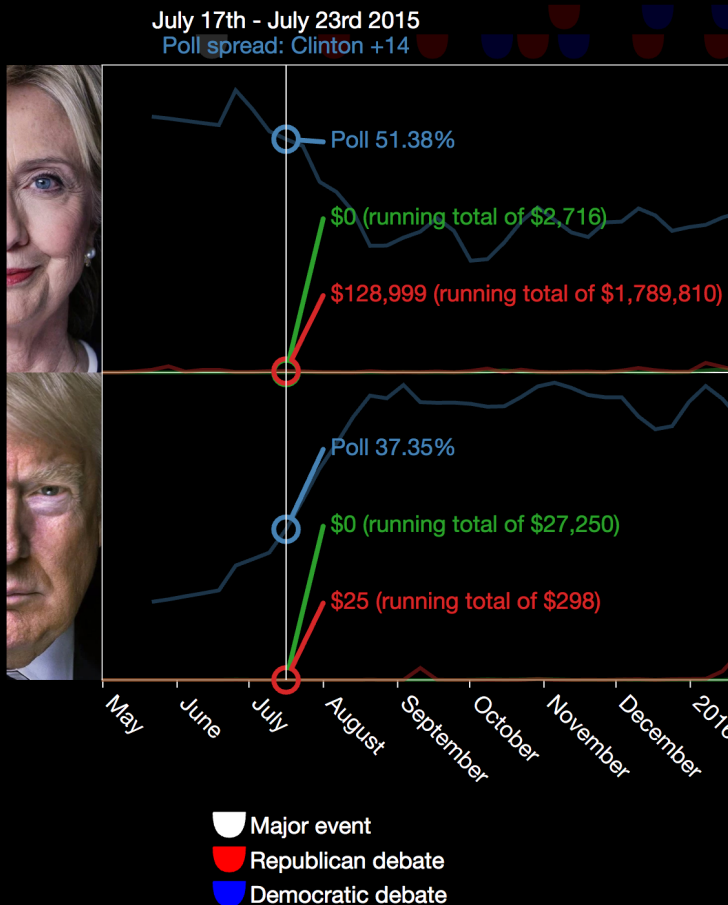 July 17th - July 23rd 2015
Poll spread: Clinton +14
Poll 51.38%
$0 (running total of $2,716)
$128,999 (running total of $1,789,810)
Poll 37.35%
$0 (running total of $27,250)
$25 (running total of $298)
May
June
July
August
September
October
November
December
2016
Major event
Republican debate
Democratic debate